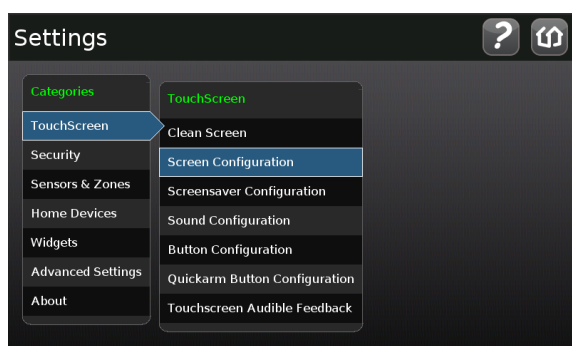 Settings
?
Categories
TouchScreen
Security
Sensors & Zones
Home Devices
Widgets
Advanced Settings
About
TouchScreen
Clean Screen
Screen Configuration
Screensaver Configuration
Sound Configuration
Button Configuration
Quickarm Button Configuration
Touchscreen Audible Feedback